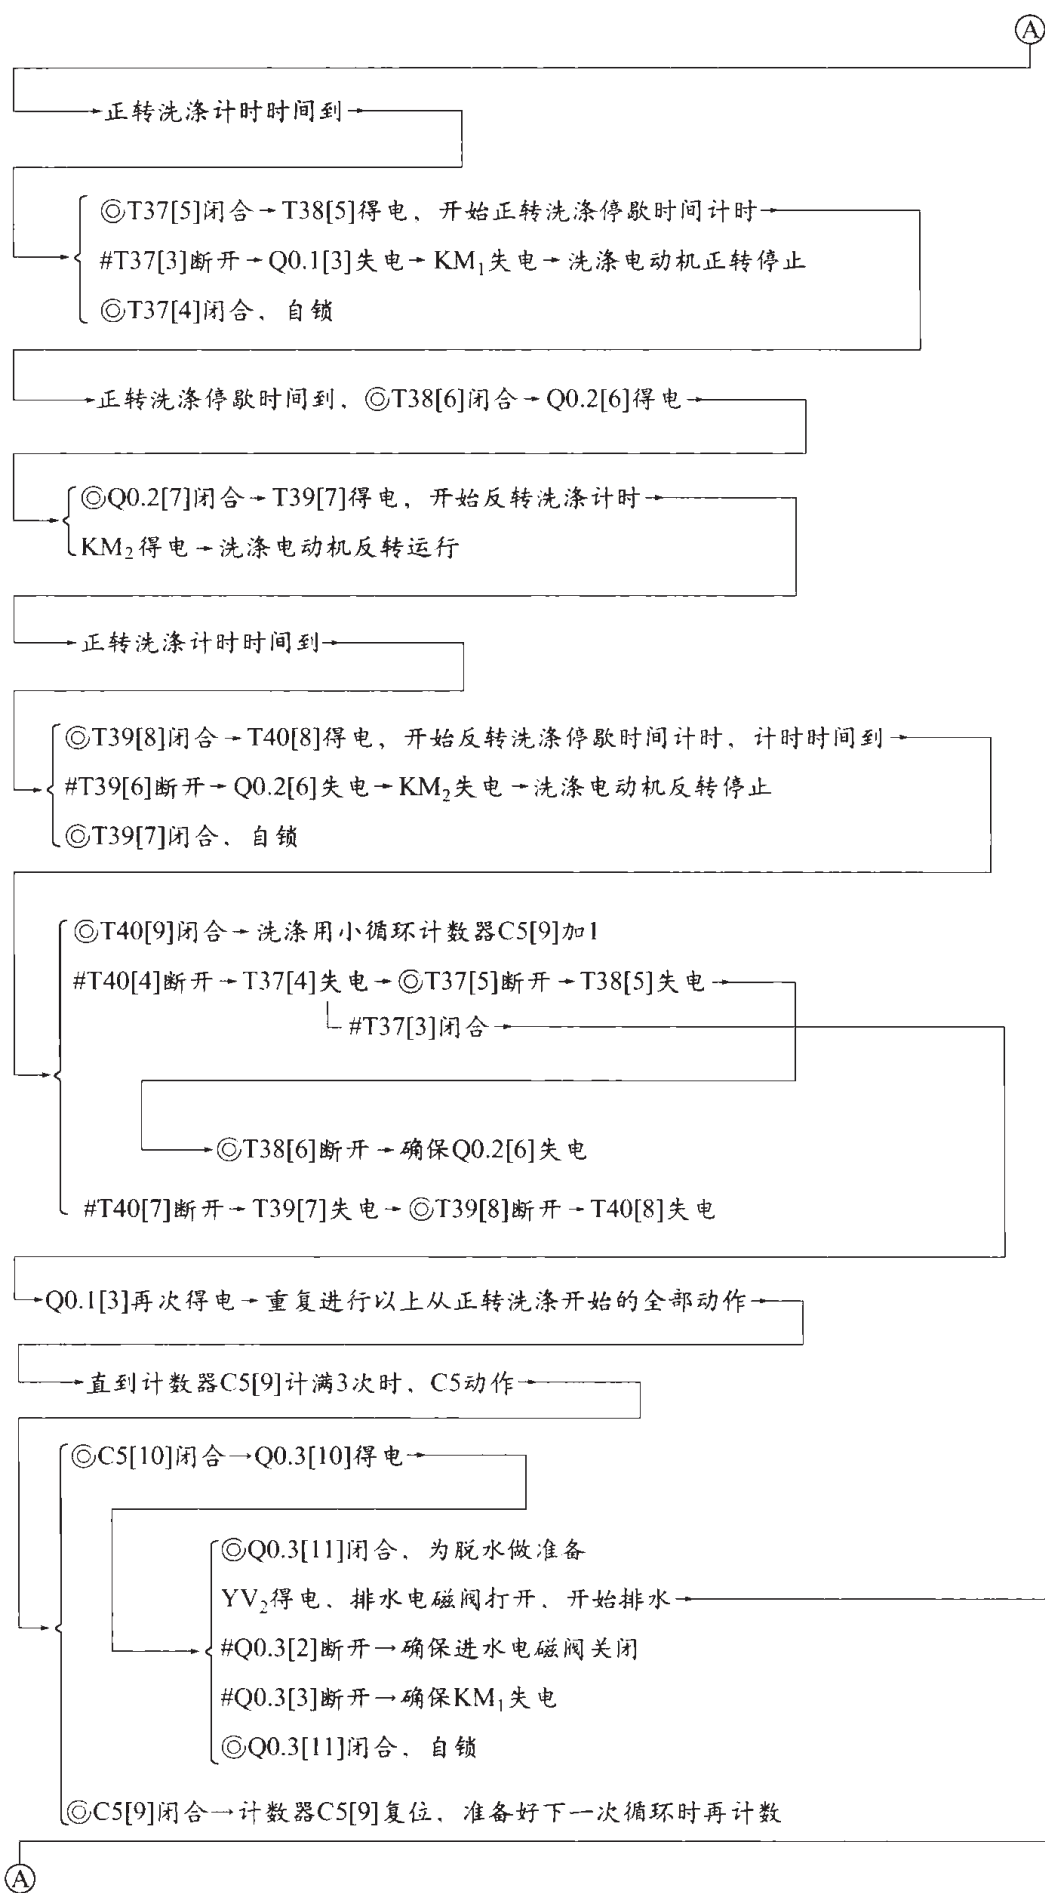 Ⓐ
正转洗涤计时时间到
◎T37[5]闭合→T38[5]得电、开始正转洗涤停歇时间计时
#T37[3]断开→Q0.1[3]失电→KM₁失电→洗涤电动机正转停止
◎T37[4]闭合、自锁
正转洗涤停歇时间到、◎T38[6]闭合→Q0.2[6]得电
◎Q0.2[7]闭合→T39[7]得电，开始反转洗涤计时
KM₂得电→洗涤电动机反转运行
正转洗涤计时时间到
◎T39[8]闭合→T40[8]得电，开始反转洗涤停歇时间计时，计时时间到
#T39[6]断开→Q0.2[6]失电→KM₂失电→洗涤电动机反转停止
◎T39[7]闭合、自锁
◎T40[9]闭合→洗涤用小循环计数器C5[9]加1
#T40[4]断开→T37[4]失电→◎T37[5]断开→T38[5]失电
#T37[3]闭合
◎T38[6]断开→确保Q0.2[6]失电
#T40[7]断开→T39[7]失电→◎T39[8]断开→T40[8]失电
Q0.1[3]再次得电→重复进行以上从正转洗涤开始的全部动作
直到计数器C5[9]计满3次时、C5动作
◎C5[10]闭合→Q0.3[10]得电
◎Q0.3[11]闭合、为脱水做准备
YV₂得电、排水电磁阀打开、开始排水
#Q0.3[2]断开→确保进水电磁阀关闭
#Q0.3[3]断开→确保KM₁失电
◎Q0.3[11]闭合、自锁
◎C5[9]闭合→计数器C5[9]复位、准备好下一次循环时再计数
Ⓐ